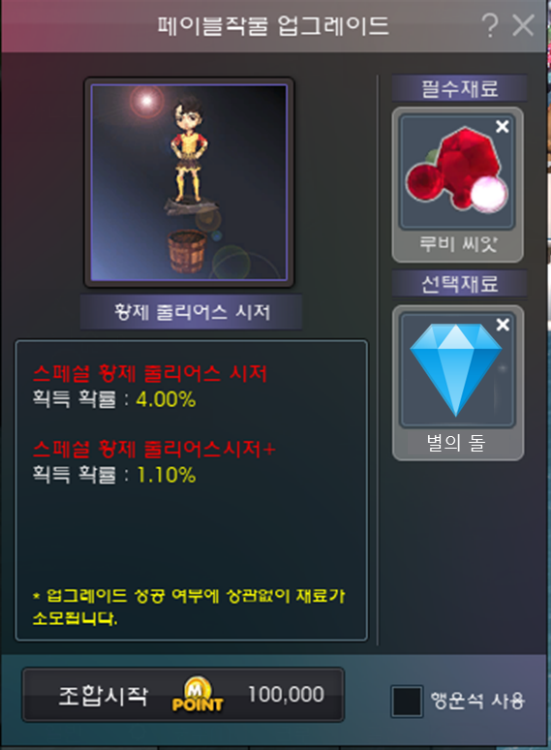 페이블작물 업그레이드
? ×
필수재료
루비 씨앗
황제 줄리어스 시저
선택재료
별의 돌
스페셜 황제 줄리어스 시저
획득 확률 : 4.00%
스페셜 황제 줄리어스시저+
획득 확률 : 1.10%
* 업그레이드 성공 여부에 상관없이 재료가
소모됩니다.
조합시작 M POINT 100,000
행운석 사용